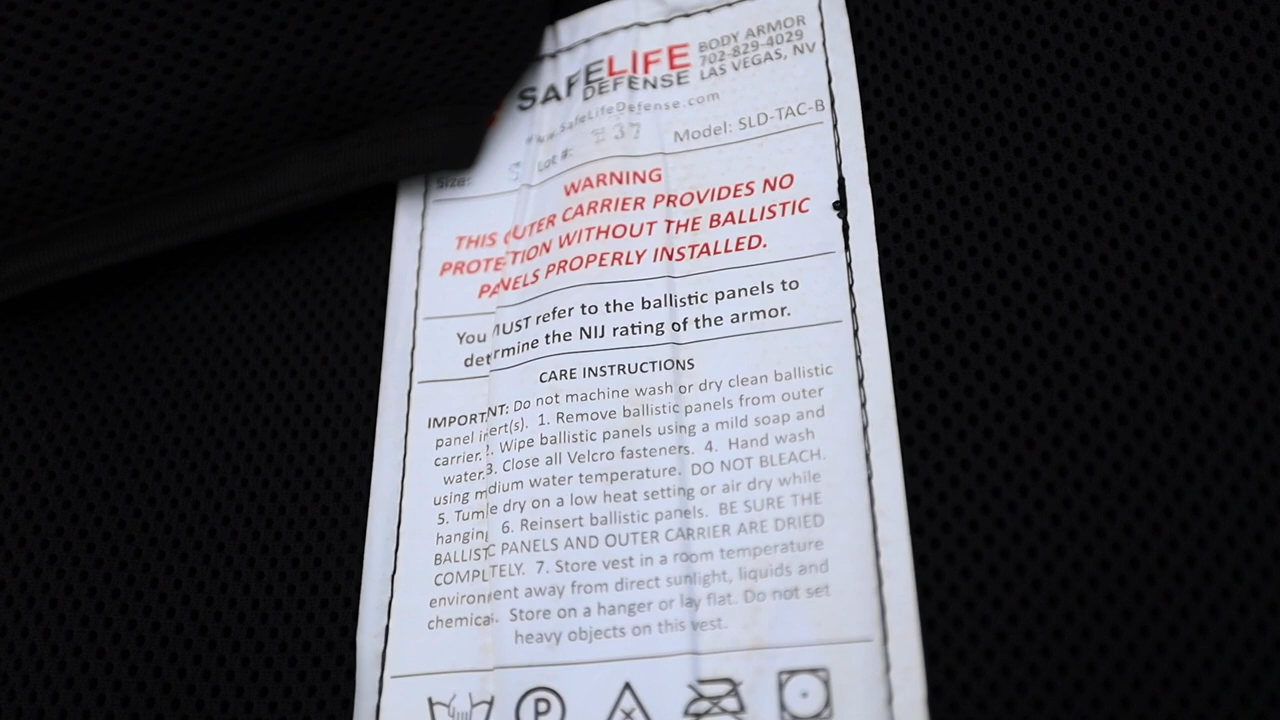 SAFELIFE
DEFENSE
BODY ARMOR
702-829-4029
LAS VEGAS, NV
www.SafeLifeDefense.com
Size: S Lot #: 37 Model: SLD-TAC-B
WARNING
THIS OUTER CARRIER PROVIDES NO
PROTETION WITHOUT THE BALLISTIC
PANELS PROPERLY INSTALLED.
You MUST refer to the ballistic panels to
determine the NIJ rating of the armor.
CARE INSTRUCTIONS
IMPORTNT: Do not machine wash or dry clean ballistic
panel inert(s). 1. Remove ballistic panels from outer
carrier. 2. Wipe ballistic panels using a mild soap and
water. 3. Close all Velcro fasteners. 4. Hand wash
using mdium water temperature. DO NOT BLEACH.
5. Tumle dry on a low heat setting or air dry while
hanging. 6. Reinsert ballistic panels. BE SURE THE
BALLISTC PANELS AND OUTER CARRIER ARE DRIED
COMPLTELY. 7. Store vest in a room temperature
environent away from direct sunlight, liquids and
chemical. Store on a hanger or lay flat. Do not set
heavy objects on this vest.
P